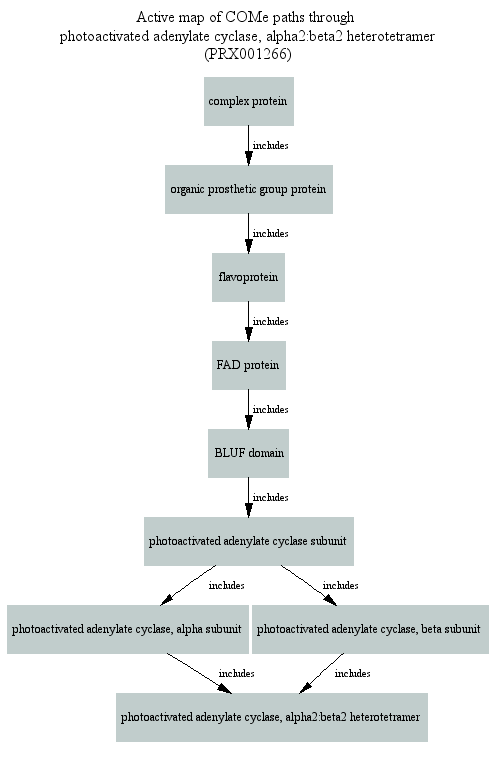 Active map of COMe paths through
photoactivated adenylate cyclase, alpha2:beta2 heterotetramer
(PRX001266)
complex protein
includes
organic prosthetic group protein
includes
flavoprotein
includes
FAD protein
includes
BLUF domain
includes
photoactivated adenylate cyclase subunit
includes
includes
photoactivated adenylate cyclase, alpha subunit
photoactivated adenylate cyclase, beta subunit
includes
includes
photoactivated adenylate cyclase, alpha2:beta2 heterotetramer